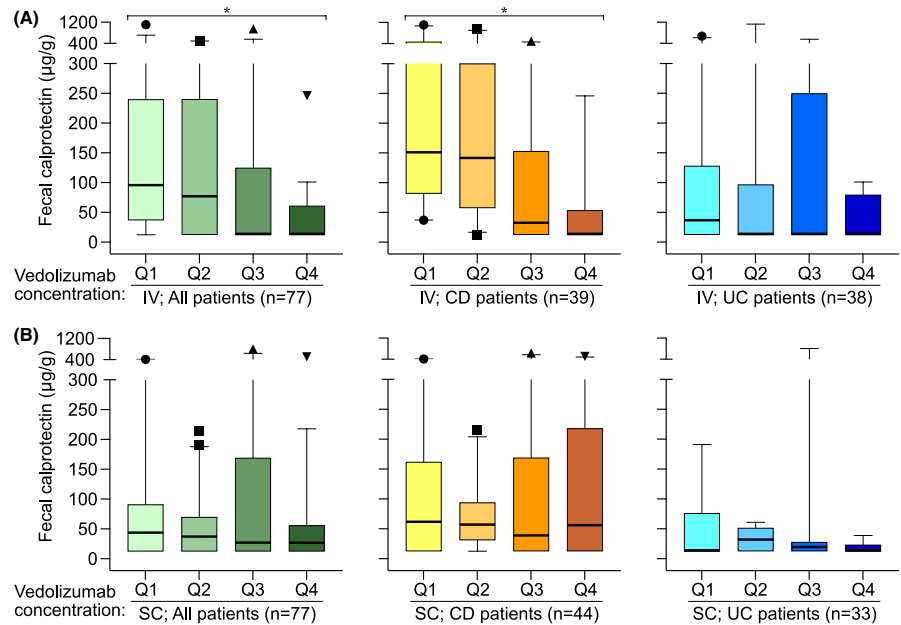 (A)
*
*
Fecal calprotectin (µg/g)
1200
400
300
250
200
150
100
50
0
Q1 Q2 Q3 Q4
Q1 Q2 Q3 Q4
Q1 Q2 Q3 Q4
Vedolizumab
concentration:
IV; All patients (n=77)
IV; CD patients (n=39)
IV; UC patients (n=38)
(B)
Fecal calprotectin (µg/g)
1200
400
300
250
200
150
100
50
0
Q1 Q2 Q3 Q4
Q1 Q2 Q3 Q4
Q1 Q2 Q3 Q4
Vedolizumab
concentration:
SC; All patients (n=77)
SC; CD patients (n=44)
SC; UC patients (n=33)